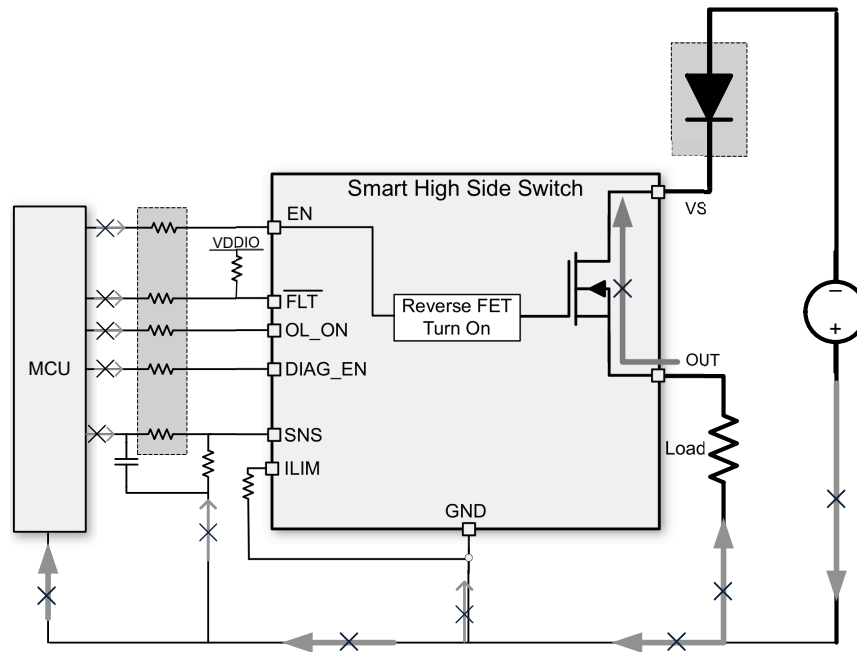 Smart High Side Switch
VS
EN
VDDIO
FLT
Reverse FET
Turn On
OL_ON
OUT
MCU
DIAG_EN
SNS
Load
ILIM
GND
−
+